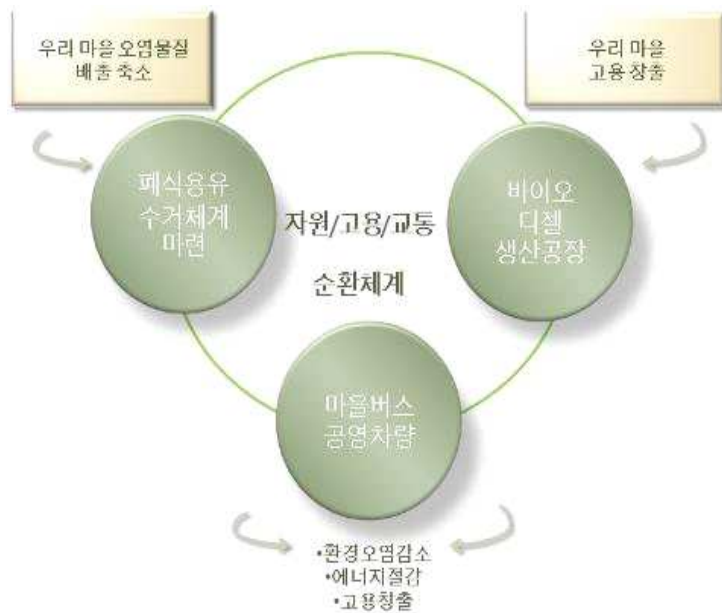 우리 마을 오염물질
배출 축소
우리 마을
고용 창출
폐식용유
수거체계
마련
자원/고용/교통
순환체계
바이오
디젤
생산공장
마을버스
공영차량
•환경오염감소
•에너지절감
•고용창출